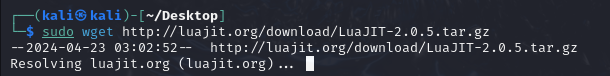 ┌──(kali㉿kali)-[~/Desktop]
└─$ sudo wget http://luajit.org/download/LuaJIT-2.0.5.tar.gz
--2024-04-23 03:02:52--  http://luajit.org/download/LuaJIT-2.0.5.tar.gz
Resolving luajit.org (luajit.org)...